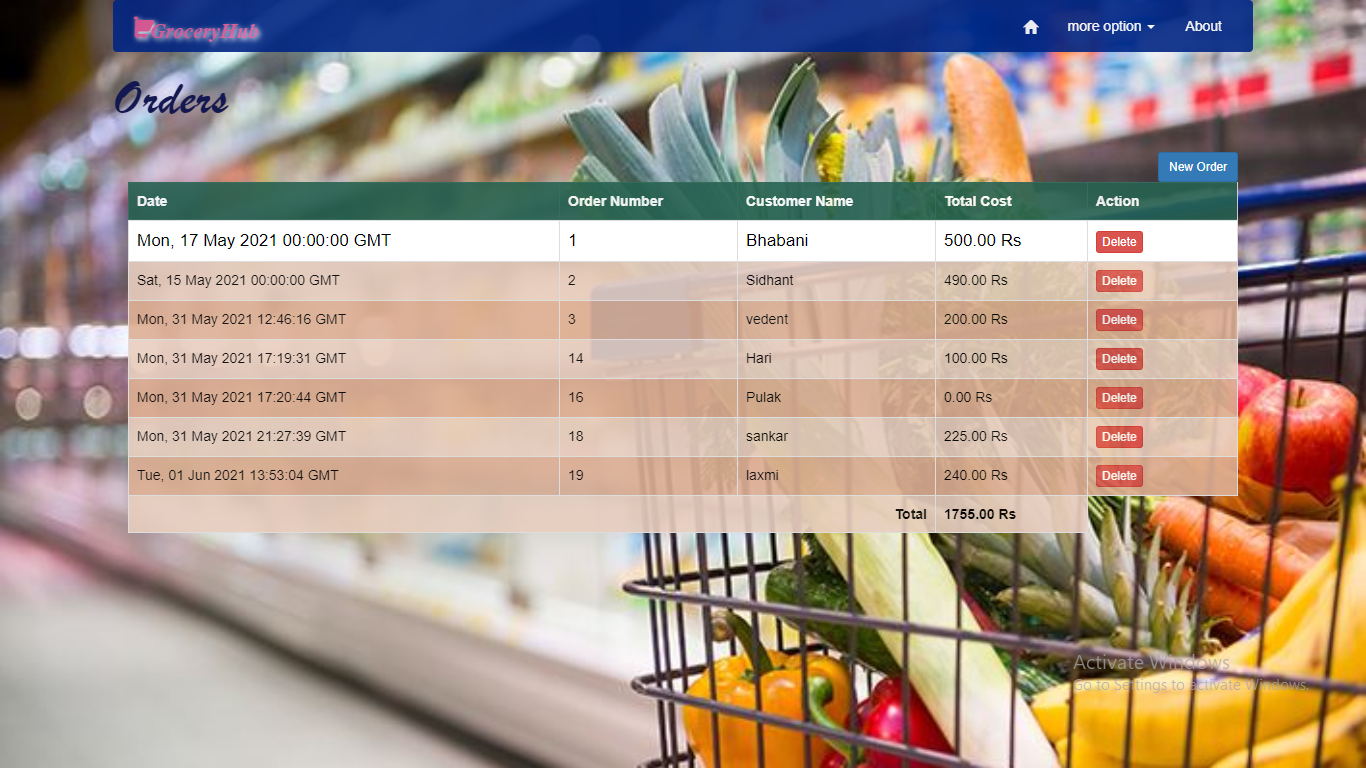 GroceryHub more option About
Orders
New Order
Date Order Number Customer Name Total Cost Action
Mon, 17 May 2021 00:00:00 GMT 1 Bhabani 500.00 Rs Delete
Sat, 15 May 2021 00:00:00 GMT 2 Sidhant 490.00 Rs Delete
Mon, 31 May 2021 12:46:16 GMT 3 vedent 200.00 Rs Delete
Mon, 31 May 2021 17:19:31 GMT 14 Hari 100.00 Rs Delete
Mon, 31 May 2021 17:20:44 GMT 16 Pulak 0.00 Rs Delete
Mon, 31 May 2021 21:27:39 GMT 18 sankar 225.00 Rs Delete
Tue, 01 Jun 2021 13:53:04 GMT 19 laxmi 240.00 Rs Delete
Total 1755.00 Rs
Activate Windows
Go to Settings to activate Windows.